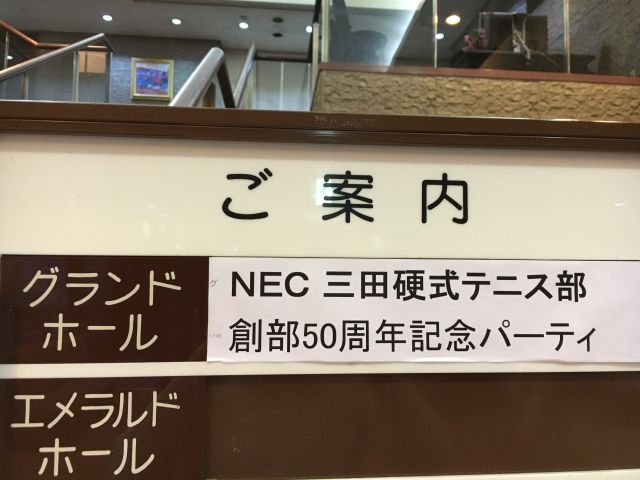 ご案内
グランド
ホール
グ
NEC 三田硬式テニス部
創部50周年記念パーティ
エメラルド
ホール